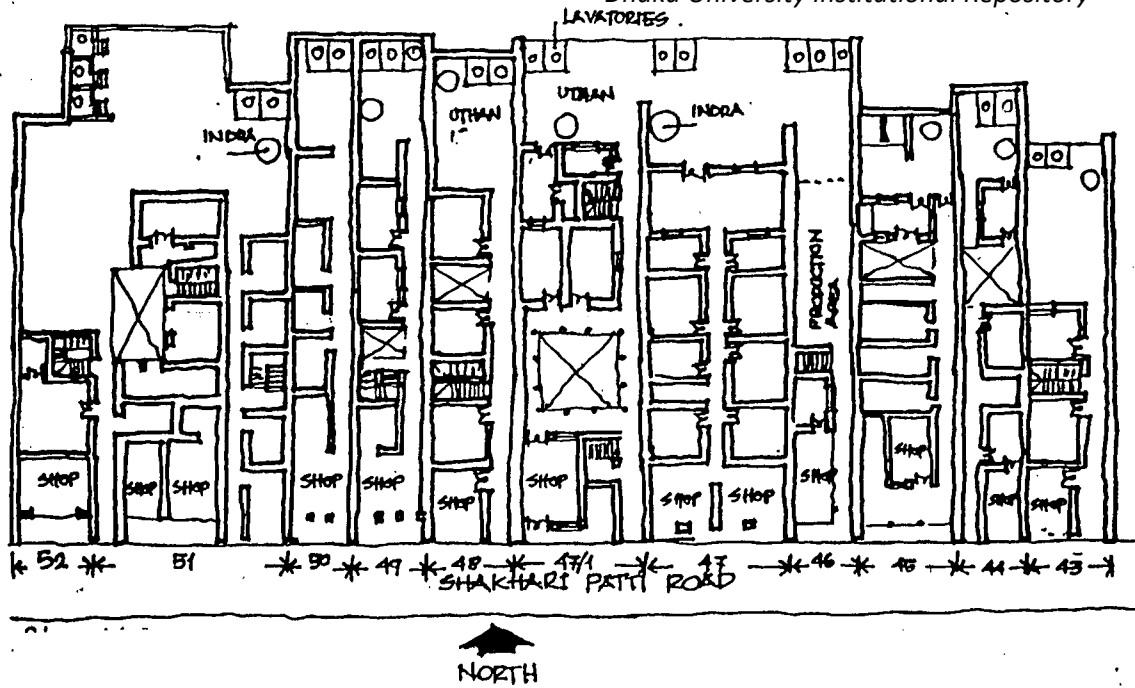 Dhaka University Institutional Repository
LAVATORIES.
INDRA
UTHAN
UTHAN
INDRA
PRODUCTION
AREA
SHOP
SHOP
SHOP
SHOP
SHOP
SHOP
SHOP
SHOP
SHOP
SHOP
SHOP
SHOP
SHOP
52
51
50
49
48
47/1
47
46
45
44
43
SHAKHARI PATTI ROAD
NORTH